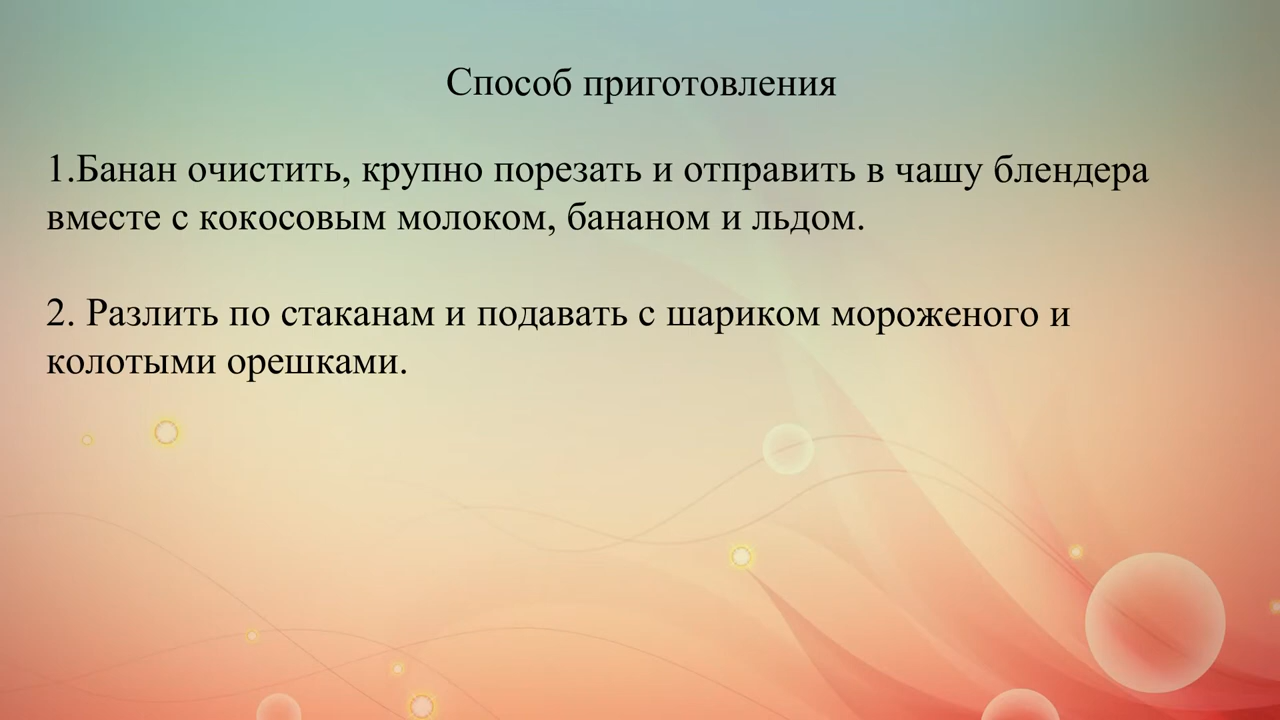 Способ приготовления
1.Банан очистить, крупно порезать и отправить в чашу блендера
вместе с кокосовым молоком, бананом и льдом.
2. Разлить по стаканам и подавать с шариком мороженого и
колотыми орешками.